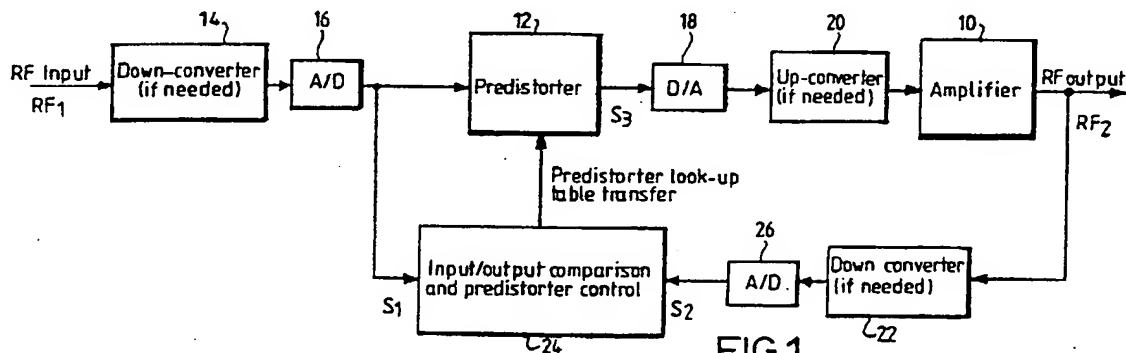 14
16
12
18
20
10
RF Input
RF1
Down-converter
(if needed)
A/D
Predistorter
S3
D/A
Up-converter
(if needed)
Amplifier
RF output
RF2
Predistorter look-up
table transfer
26
Input/output comparison
and predistorter control
S1
S2
A/D.
Down converter
(if needed)
24
22
FIG.1